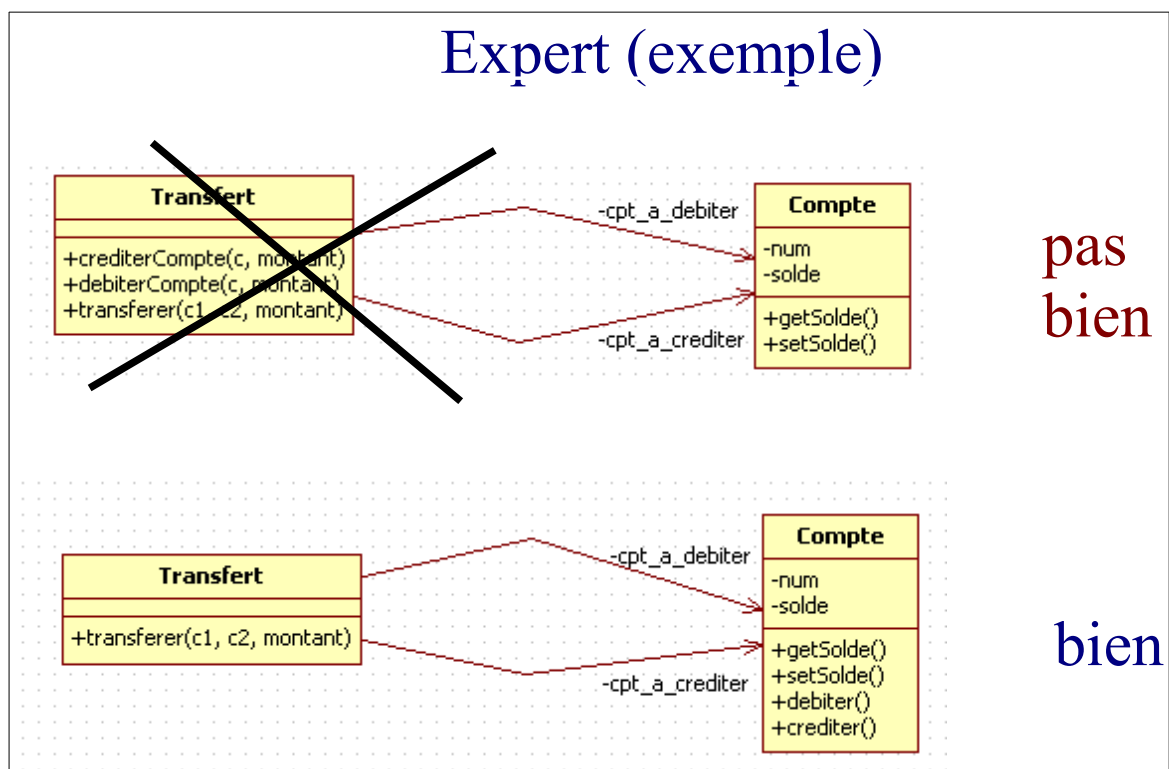 Expert (exemple)
Transfert
+crediterCompte(c, montant)
+debiterCompte(c, montant)
+transferer(c1, c2, montant)
-cpt_a_debiter
-cpt_a_crediter
Compte
-num
-solde
+getSolde()
+setSolde()
pas
bien
Transfert
+transferer(c1, c2, montant)
-cpt_a_debiter
-cpt_a_crediter
Compte
-num
-solde
+getSolde()
+setSolde()
+debiter()
+crediter()
bien